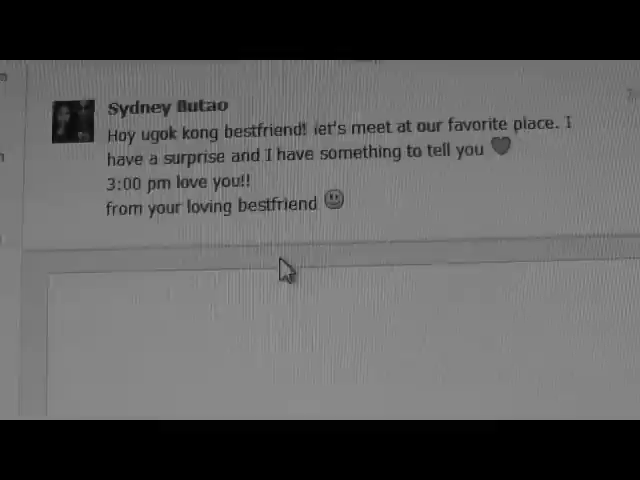 Sydney Butao
Hoy ugok kong bestfriend! let's meet at our favorite place. I
have a surprise and I have something to tell you
3:00 pm love you!!
from your loving bestfriend